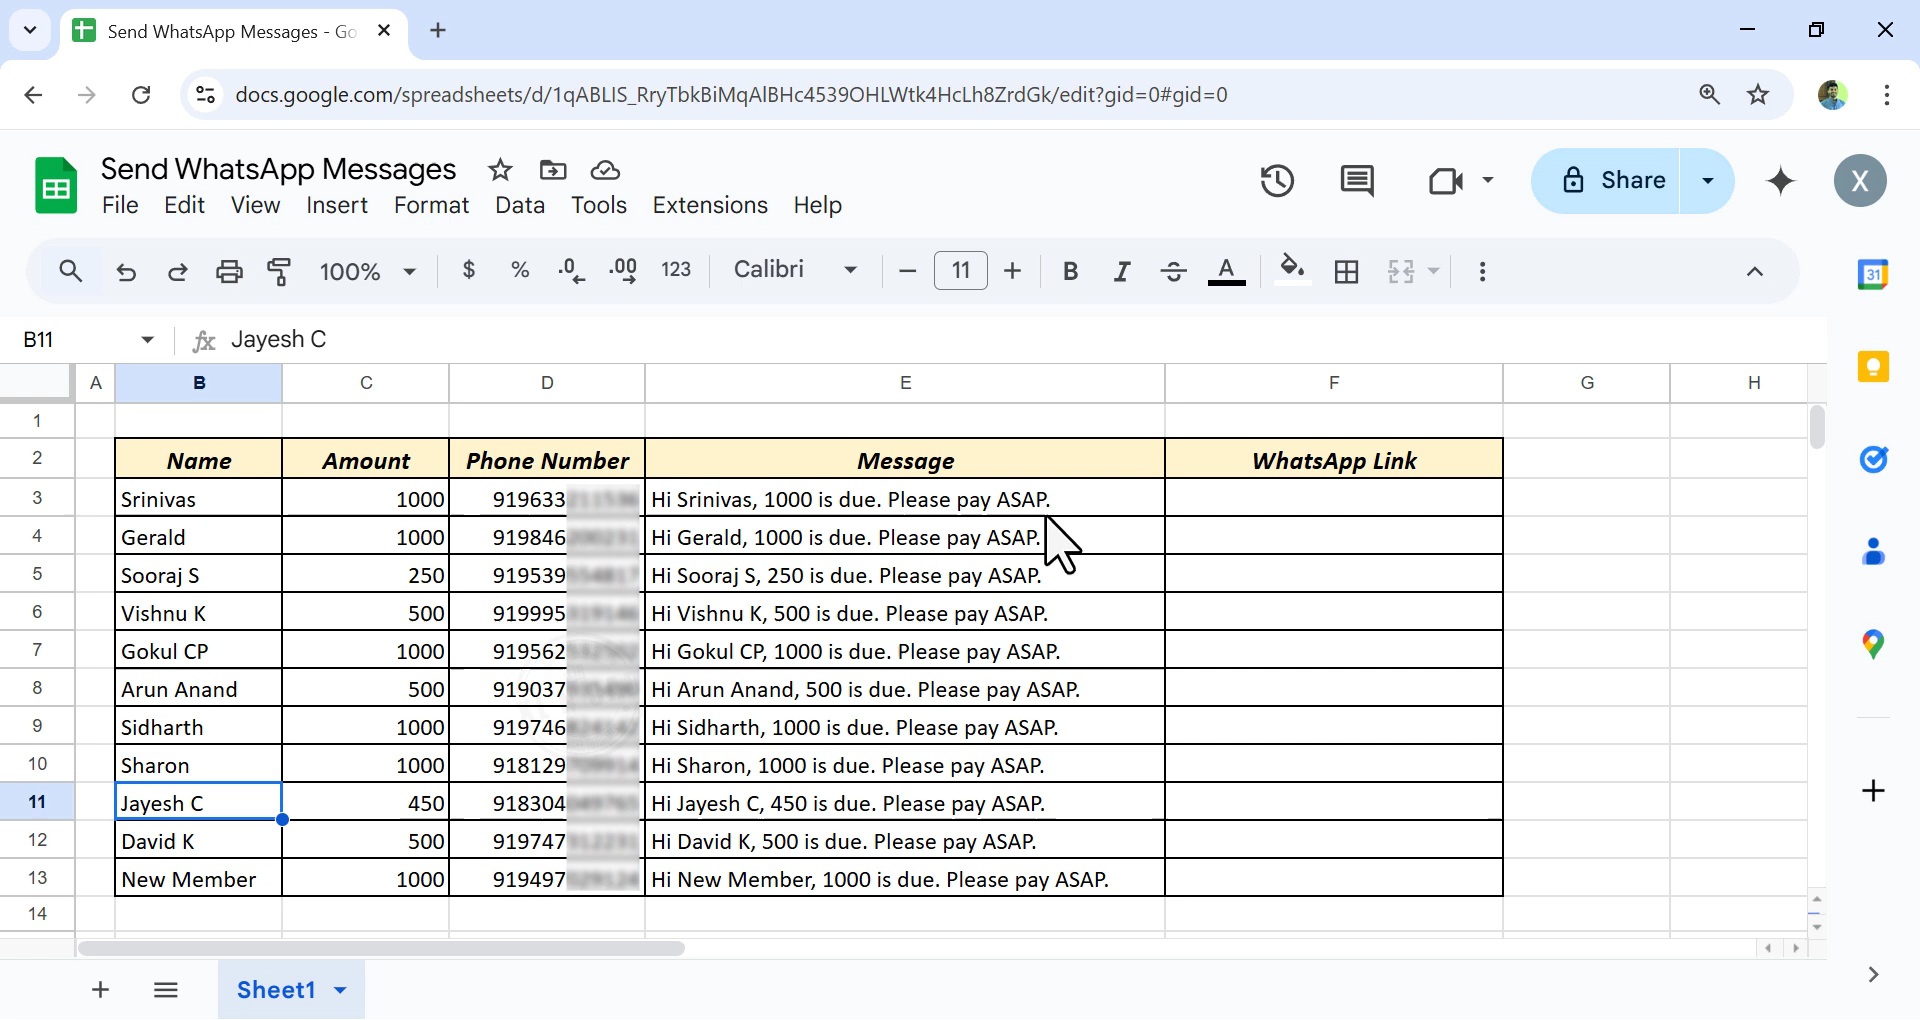 Send WhatsApp Messages - Go
docs.google.com/spreadsheets/d/1qABLIS_RryTbkBiMqAlBHc4539OHLWtk4HcLh8ZrdGk/edit?gid=0#gid=0
Send WhatsApp Messages
File Edit View Insert Format Data Tools Extensions Help
Share
X
100% $ % .0 .00 123 Calibri 11 B I A
31
B11 fx Jayesh C
A B C D E F G H
1
2 Name Amount Phone Number Message WhatsApp Link
3 Srinivas 1000 919633 Hi Srinivas, 1000 is due. Please pay ASAP.
4 Gerald 1000 919846 Hi Gerald, 1000 is due. Please pay ASAP.
5 Sooraj S 250 919539 Hi Sooraj S, 250 is due. Please pay ASAP.
6 Vishnu K 500 919995 Hi Vishnu K, 500 is due. Please pay ASAP.
7 Gokul CP 1000 919562 Hi Gokul CP, 1000 is due. Please pay ASAP.
8 Arun Anand 500 919037 Hi Arun Anand, 500 is due. Please pay ASAP.
9 Sidharth 1000 919746 Hi Sidharth, 1000 is due. Please pay ASAP.
10 Sharon 1000 918129 Hi Sharon, 1000 is due. Please pay ASAP.
11 Jayesh C 450 918304 Hi Jayesh C, 450 is due. Please pay ASAP.
12 David K 500 919747 Hi David K, 500 is due. Please pay ASAP.
13 New Member 1000 919497 Hi New Member, 1000 is due. Please pay ASAP.
14
Sheet1